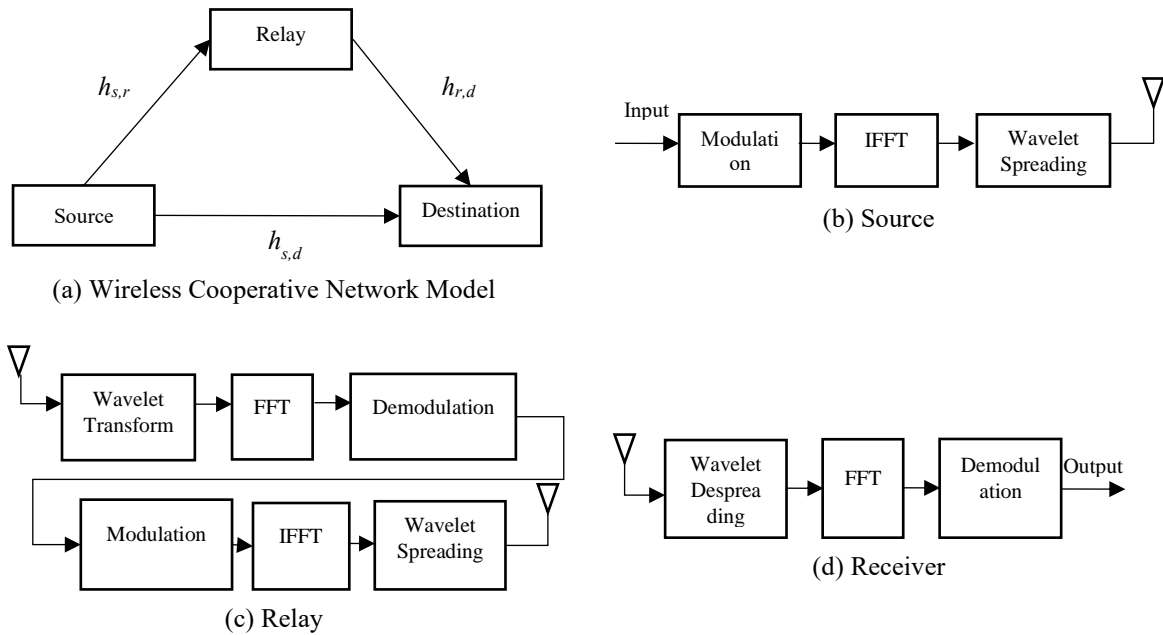 Relay
h_{s,r}
h_{r,d}
Source
Destination
h_{s,d}
(a) Wireless Cooperative Network Model
Input
Modulati
on
IFFT
Wavelet
Spreading
(b) Source
Wavelet
Transform
FFT
Demodulation
Modulation
IFFT
Wavelet
Spreading
(c) Relay
Wavelet
Desprea
ding
FFT
Demodul
ation
Output
(d) Receiver